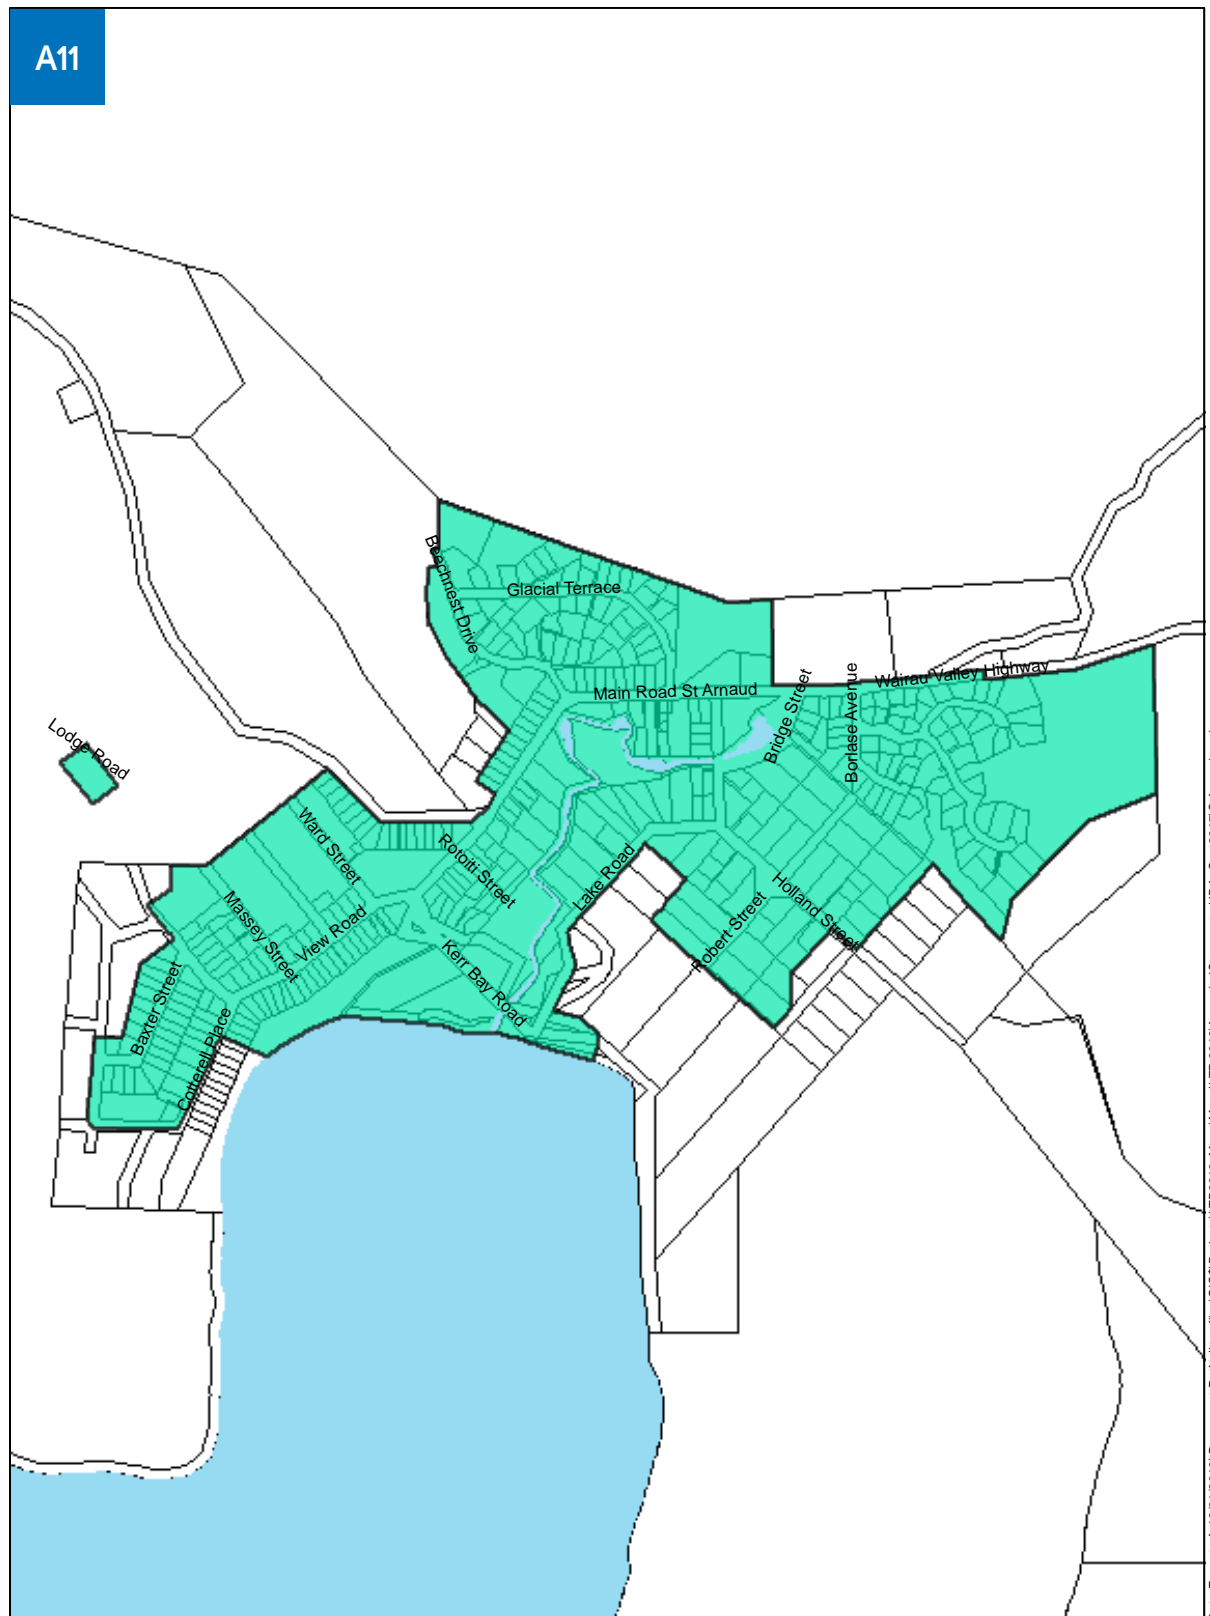 A11
Beechnest Drive
Glacial Terrace
Main Road St Arnaud
Bridge Street
Borlase Avenue
Wairau Valley Highway
Lodge Road
Ward Street
Rotoiti Street
Lake Road
Massey Street
View Road
Kerr Bay Road
Robert Street
Holland Street
Baxter Street
Cotterell Place